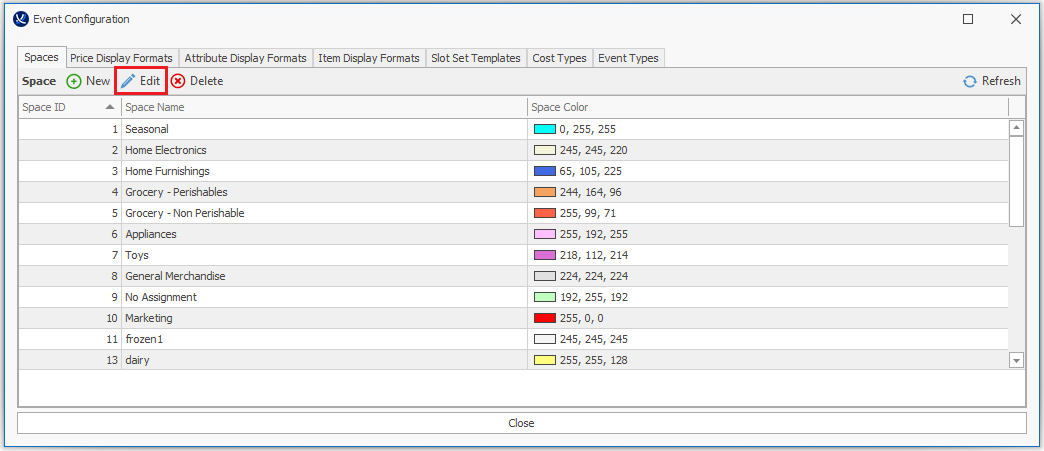 Event Configuration
Spaces Price Display Formats Attribute Display Formats Item Display Formats Slot Set Templates Cost Types Event Types
Space New Edit Delete Refresh
Space ID Space Name Space Color
1 Seasonal 0, 255, 255
2 Home Electronics 245, 245, 220
3 Home Furnishings 65, 105, 225
4 Grocery - Perishables 244, 164, 96
5 Grocery - Non Perishable 255, 99, 71
6 Appliances 255, 192, 255
7 Toys 218, 112, 214
8 General Merchandise 224, 224, 224
9 No Assignment 192, 255, 192
10 Marketing 255, 0, 0
11 frozen1 245, 245, 245
13 dairy 255, 255, 128
Close